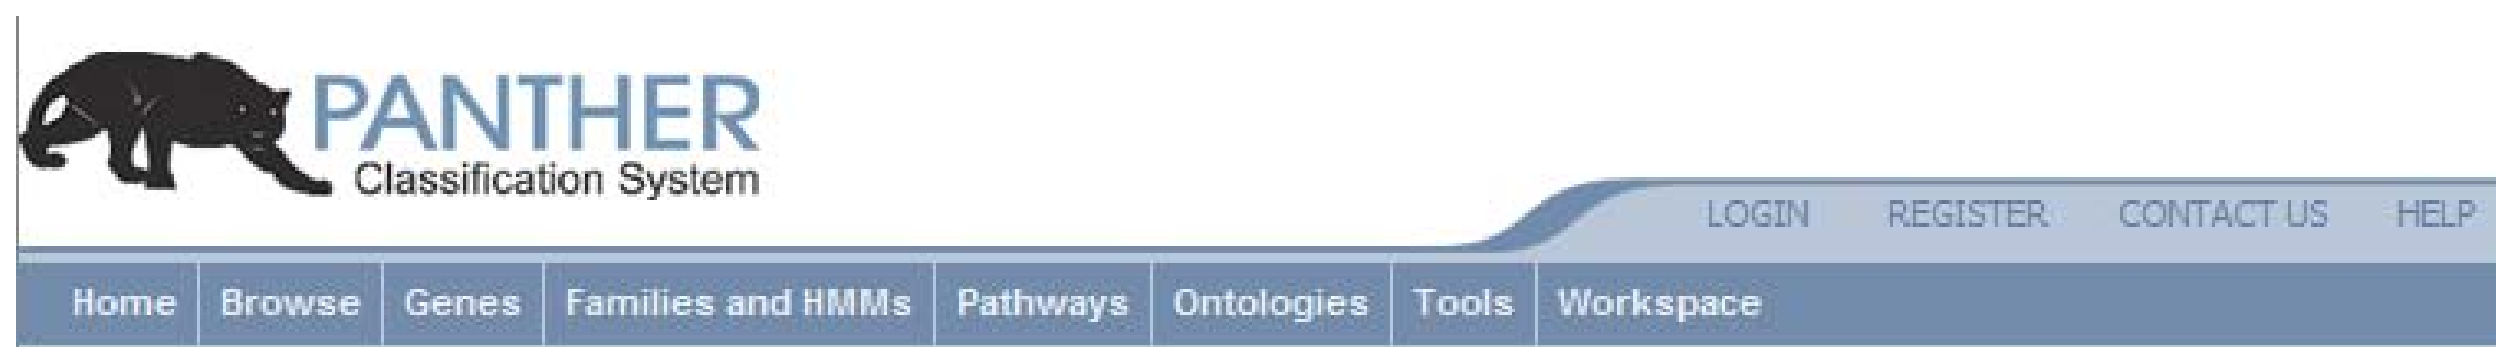 PANTHER
Classification System
LOGIN REGISTER CONTACT US HELP
Home Browse Genes Families and HMMs Pathways Ontologies Tools Workspace